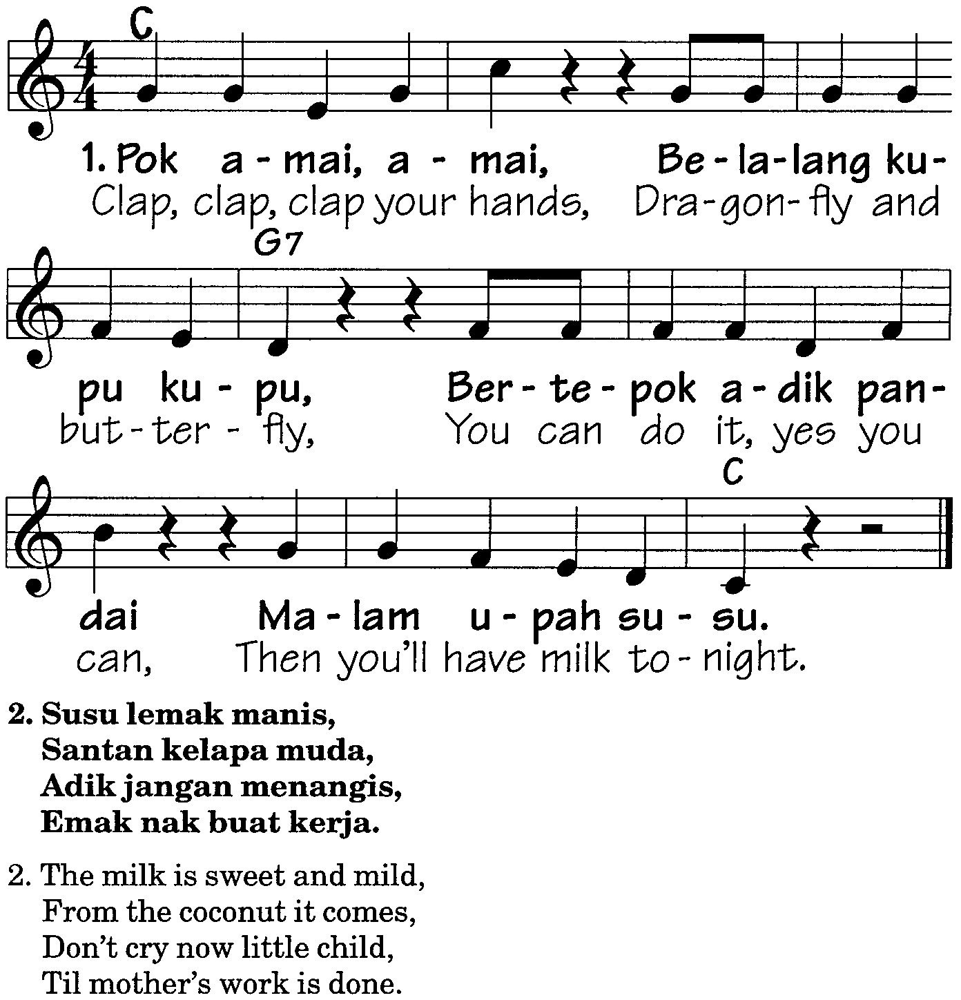 C
4
4
1. Pok a - mai, a - mai, Be - la - lang ku-
Clap, clap, clap your hands, Dra - gon - fly and
G7
pu ku - pu, Ber - te - pok a - dik pan-
but - ter - fly, You can do it, yes you
C
dai Ma - lam u - pah su - su.
can, Then you'll have milk to - night.
2. Susu lemak manis,
Santan kelapa muda,
Adik jangan menangis,
Emak nak buat kerja.
2. The milk is sweet and mild,
From the coconut it comes,
Don't cry now little child,
Til mother's work is done.